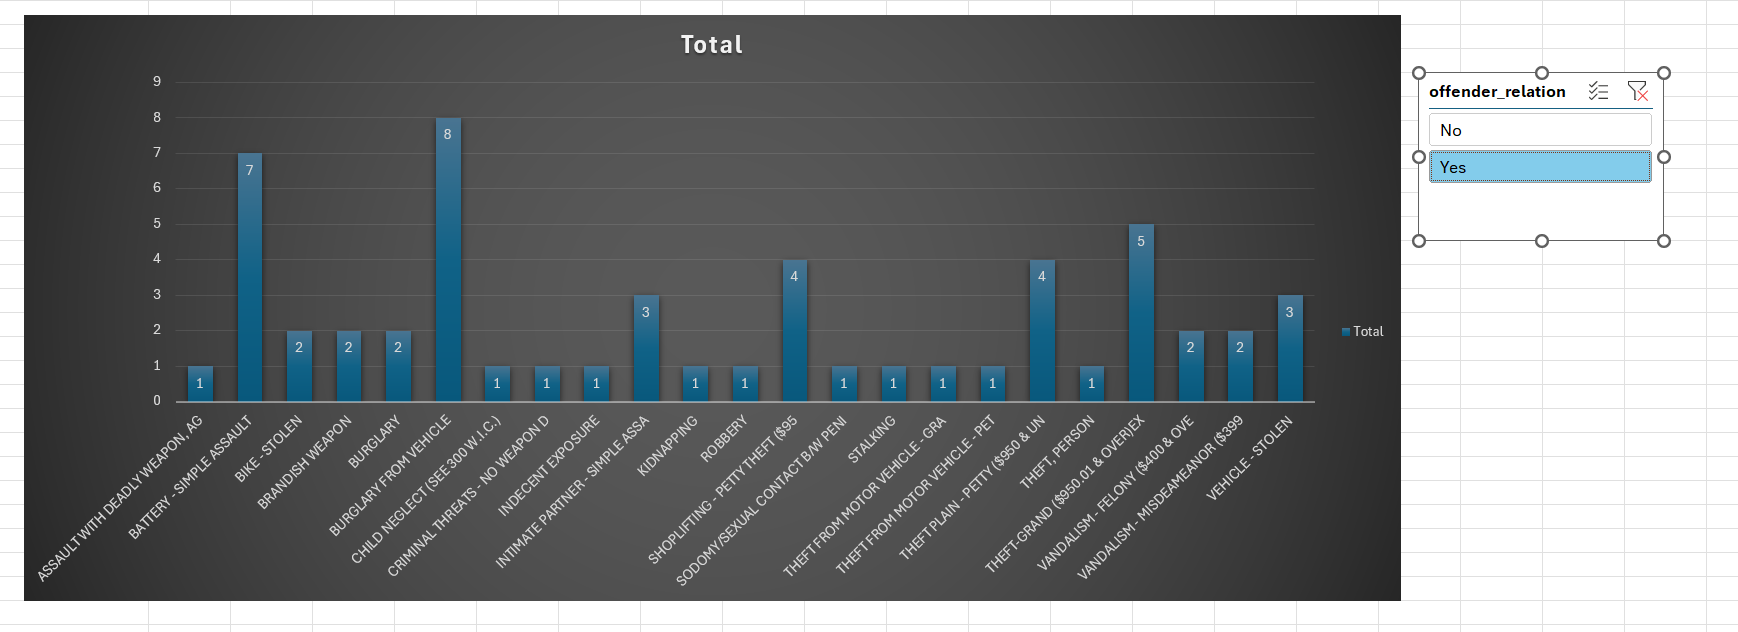 Total
9
8
7
6
5
4
3
2
1
0
1
7
2
2
2
8
1
1
1
3
1
1
4
1
1
1
1
4
1
5
2
2
3
ASSAULT WITH DEADLY WEAPON, AG
BATTERY - SIMPLE ASSAULT
BIKE - STOLEN
BRANDISH WEAPON
BURGLARY
BURGLARY FROM VEHICLE
CHILD NEGLECT (SEE 300 W.I.C.)
CRIMINAL THREATS - NO WEAPON D
INDECENT EXPOSURE
INTIMATE PARTNER - SIMPLE ASSA
KIDNAPPING
ROBBERY
SHOPLIFTING - PETTY THEFT ($95
SODOMY/SEXUAL CONTACT B/W PENI
STALKING
THEFT FROM MOTOR VEHICLE - GRA
THEFT FROM MOTOR VEHICLE - PET
THEFT PLAIN - PETTY ($950 & UN
THEFT, PERSON
THEFT-GRAND ($950.01 & OVER)EX
VANDALISM - FELONY ($400 & OVE
VANDALISM - MISDEAMEANOR ($399
VEHICLE - STOLEN
Total
offender_relation
No
Yes